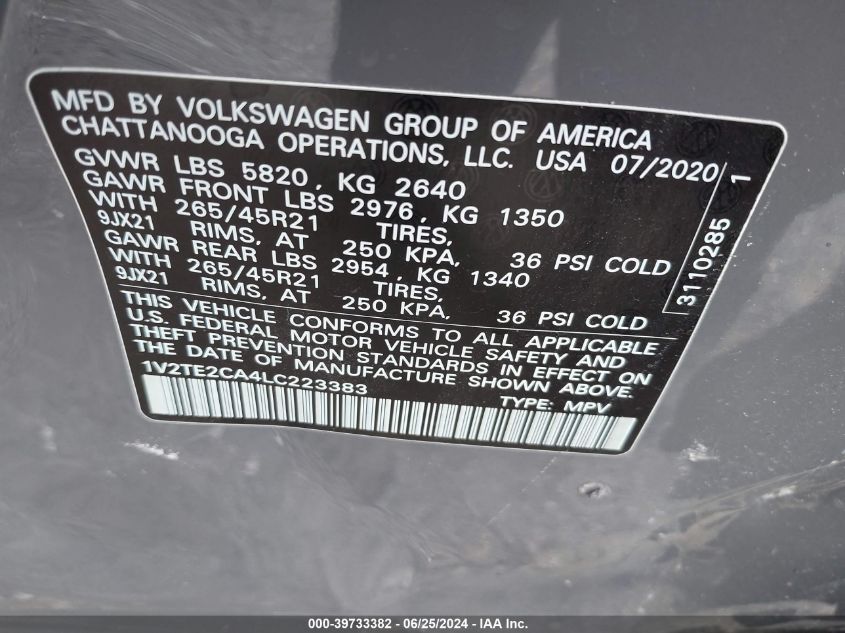 MFD BY VOLKSWAGEN GROUP OF AMERICA
CHATTANOOGA OPERATIONS, LLC. USA 07/2020
GVWR LBS 5820, KG 2640
GAWR FRONT LBS 2976, KG 1350
WITH 265/45R21 TIRES,
9JX21 RIMS, AT 250 KPA, 36 PSI COLD
GAWR REAR LBS 2954, KG 1340
WITH 265/45R21 TIRES,
9JX21 RIMS, AT 250 KPA, 36 PSI COLD
THIS VEHICLE CONFORMS TO ALL APPLICABLE
U.S. FEDERAL MOTOR VEHICLE SAFETY AND
THEFT PREVENTION STANDARDS IN EFFECT ON
THE DATE OF MANUFACTURE SHOWN ABOVE.
1V2TE2CA4LC223383 TYPE: MPV
3110285 1
000-39733382 - 06/25/2024 - IAA Inc.